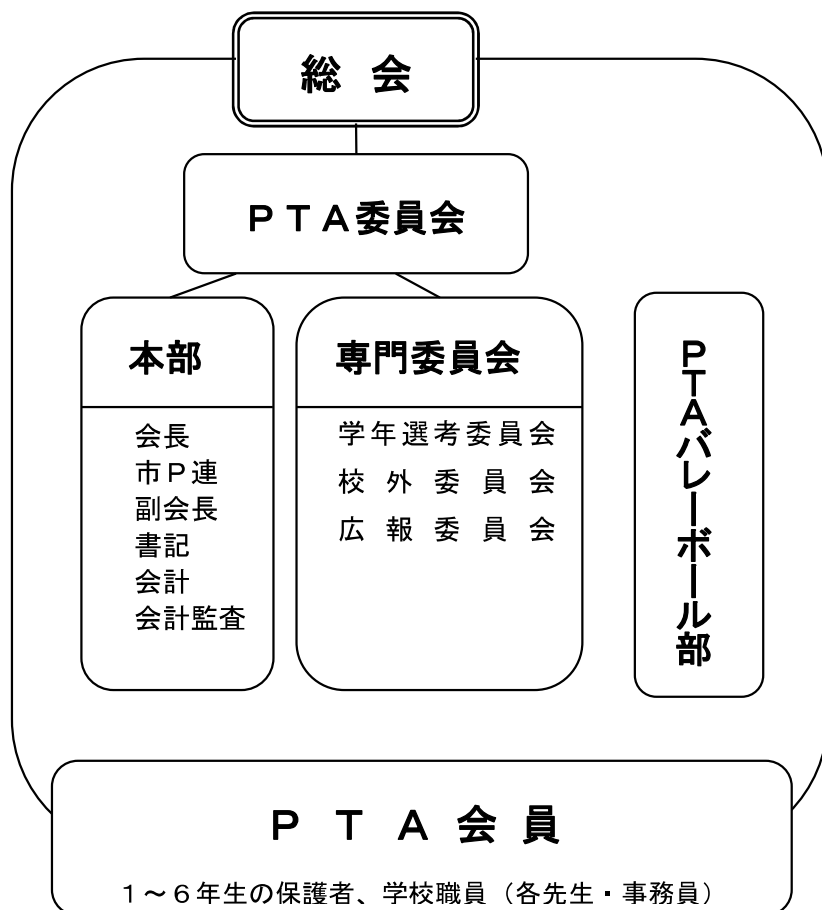 総 会
ＰＴＡ委員会
本部
会長
市Ｐ連
副会長
書記
会計
会計監査
専門委員会
学年選考委員会
校外委員会
広報委員会
ＰＴＡバレーボール部
ＰＴＡ会員
１～６年生の保護者、学校職員（各先生・事務員）